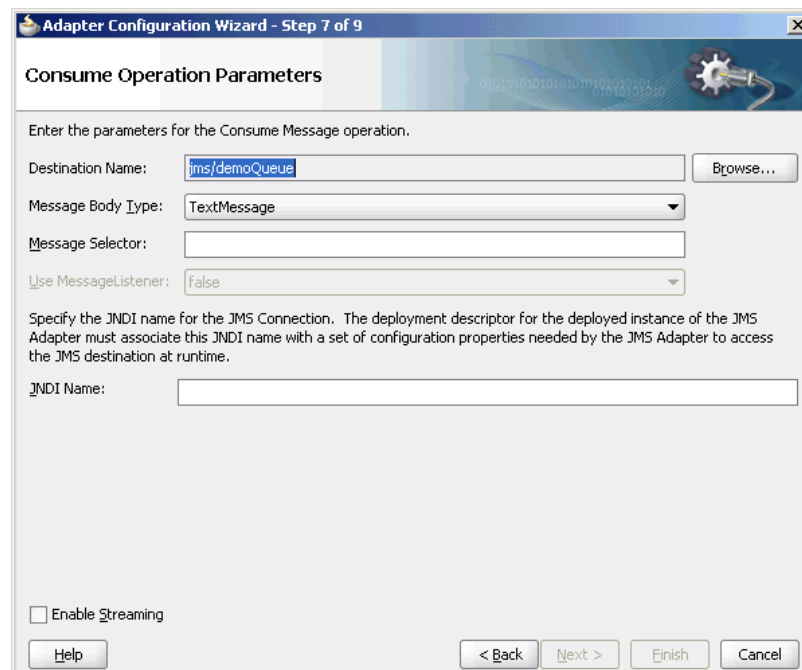 Adapter Configuration Wizard - Step 7 of 9
Consume Operation Parameters
Enter the parameters for the Consume Message operation.
Destination Name: jms/demoQueue Browse...
Message Body Type: TextMessage
Message Selector:
Use MessageListener: false
Specify the JNDI name for the JMS Connection. The deployment descriptor for the deployed instance of the JMS
Adapter must associate this JNDI name with a set of configuration properties needed by the JMS Adapter to access
the JMS destination at runtime.
JNDI Name:
Enable Streaming
Help < Back Next > Finish Cancel